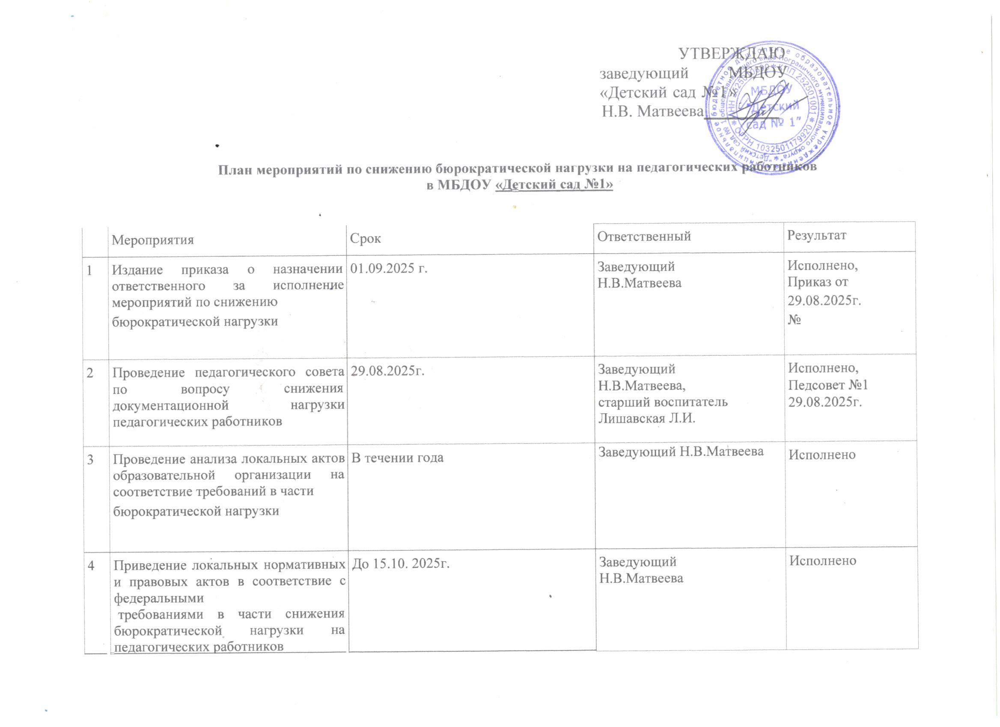 УТВЕРЖДАЮ
заведующий МБДОУ
«Детский сад №1»
Н.В. Матвеева
муниципальное бюджетное дошкольное образовательное учреждение
"Детский сад № 1 общеразвивающего вида Пограничного муниципального округа"
КПП 252501001 * ОГРН 1032501179920 * ИНН
МБДОУ
"Детский
сад № 1"
План мероприятий по снижению бюрократической нагрузки на педагогических работников
в МБДОУ «Детский сад №1»
Мероприятия
Срок
Ответственный
Результат
1
Издание приказа о назначении
ответственного за исполнение
мероприятий по снижению
бюрократической нагрузки
01.09.2025 г.
Заведующий
Н.В.Матвеева
Исполнено,
Приказ от
29.08.2025г.
№
2
Проведение педагогического совета
по вопросу снижения
документационной нагрузки
педагогических работников
29.08.2025г.
Заведующий
Н.В.Матвеева,
старший воспитатель
Лишавская Л.И.
Исполнено,
Педсовет №1
29.08.2025г.
3
Проведение анализа локальных актов
образовательной организации на
соответствие требований в части
бюрократической нагрузки
В течении года
Заведующий Н.В.Матвеева
Исполнено
4
Приведение локальных нормативных
и правовых актов в соответствие с
федеральными
требованиями в части снижения
бюрократической нагрузки на
педагогических работников
До 15.10. 2025г.
Заведующий
Н.В.Матвеева
Исполнено